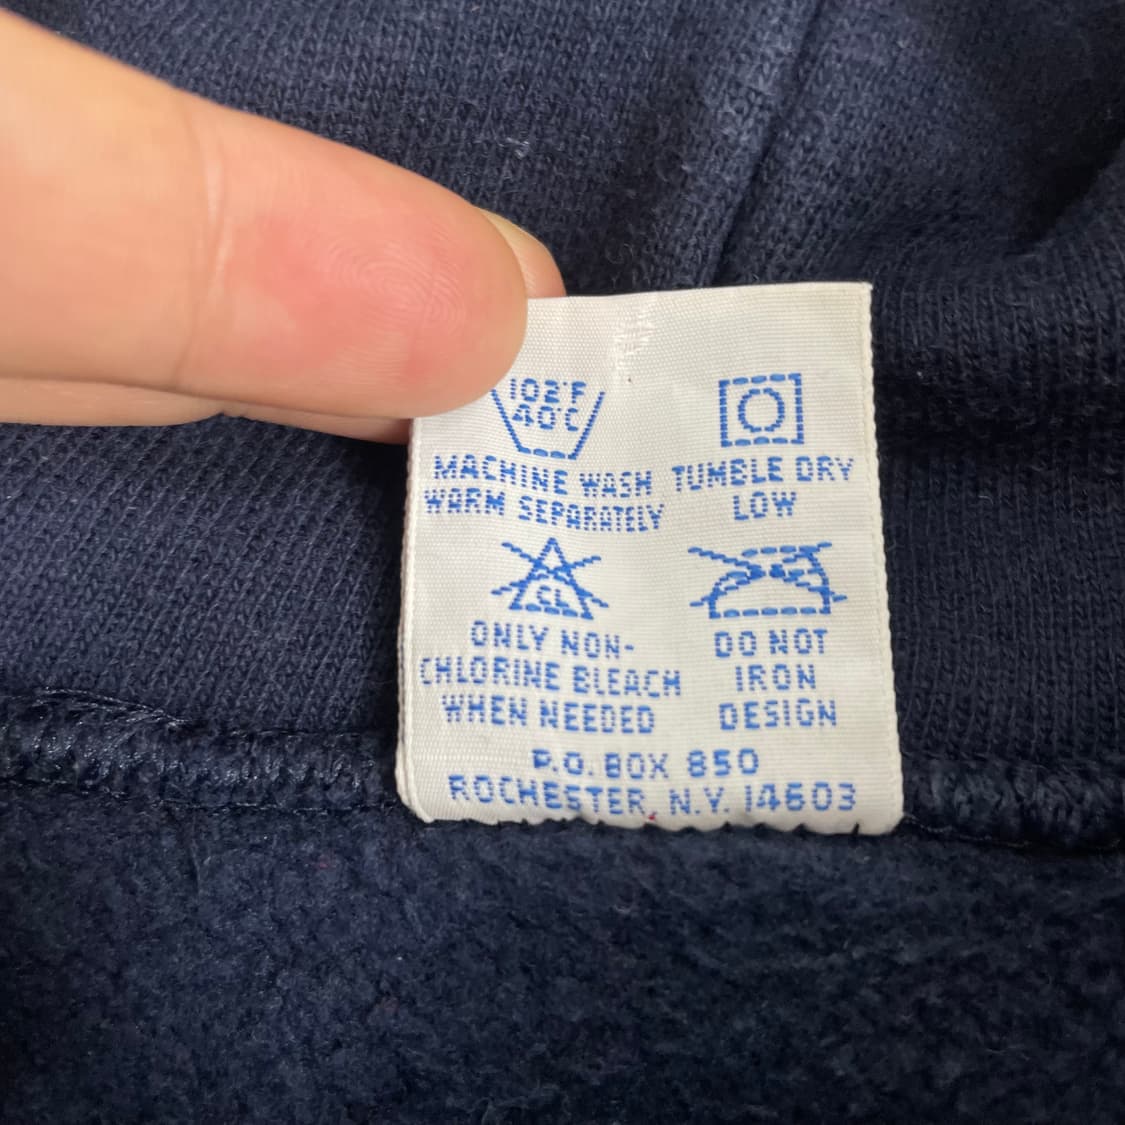 102°F
40°C
MACHINE WASH
WARM SEPARATELY
TUMBLE DRY
LOW
CL
ONLY NON-
CHLORINE BLEACH
WHEN NEEDED
DO NOT
IRON
DESIGN
P.O. BOX 850
ROCHESTER, N.Y. 14603